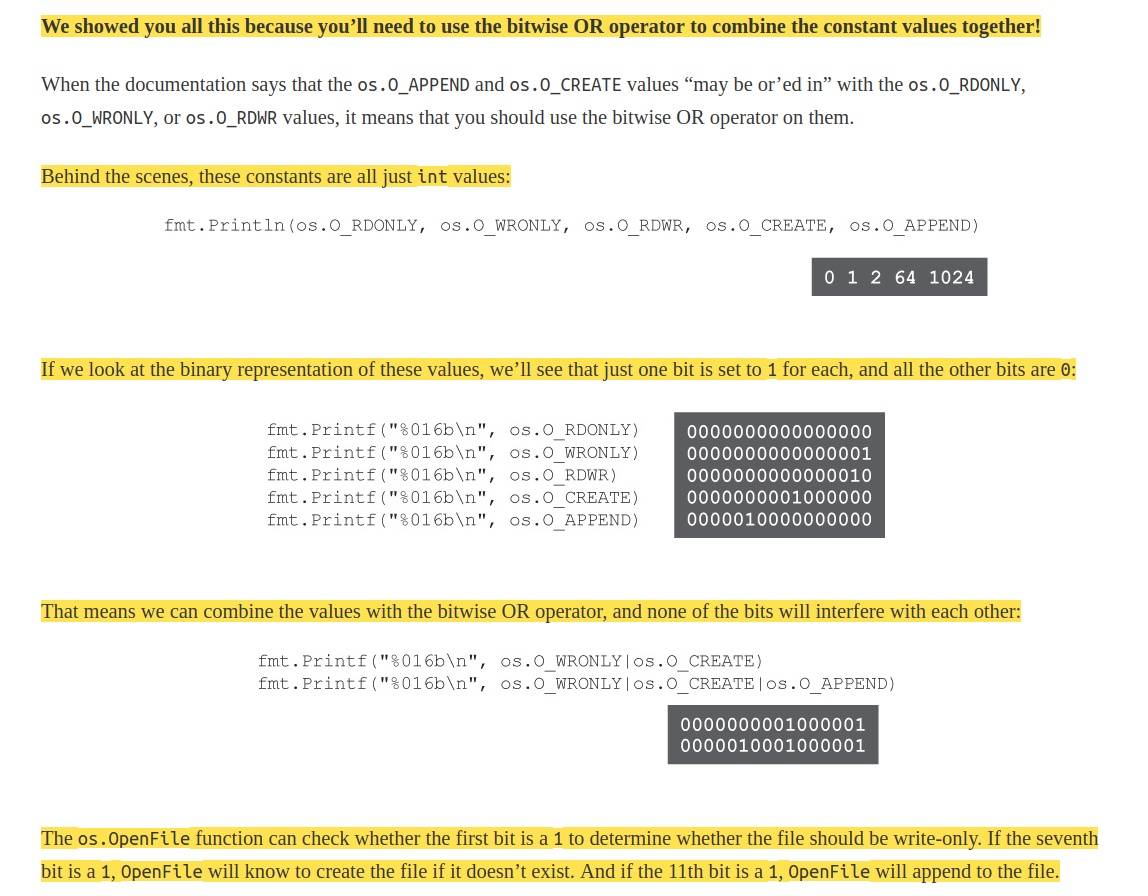 We showed you all this because you’ll need to use the bitwise OR operator to combine the constant values together!
When the documentation says that the os.O_APPEND and os.O_CREATE values “may be or’ed in” with the os.O_RDONLY,
os.O_WRONLY, or os.O_RDWR values, it means that you should use the bitwise OR operator on them.
Behind the scenes, these constants are all just int values:
fmt.Println(os.O_RDONLY, os.O_WRONLY, os.O_RDWR, os.O_CREATE, os.O_APPEND)
0 1 2 64 1024
If we look at the binary representation of these values, we’ll see that just one bit is set to 1 for each, and all the other bits are 0:
fmt.Printf("%016b\n", os.O_RDONLY) 0000000000000000
fmt.Printf("%016b\n", os.O_WRONLY) 0000000000000001
fmt.Printf("%016b\n", os.O_RDWR) 0000000000000010
fmt.Printf("%016b\n", os.O_CREATE) 0000000001000000
fmt.Printf("%016b\n", os.O_APPEND) 0000010000000000
That means we can combine the values with the bitwise OR operator, and none of the bits will interfere with each other:
fmt.Printf("%016b\n", os.O_WRONLY|os.O_CREATE)
fmt.Printf("%016b\n", os.O_WRONLY|os.O_CREATE|os.O_APPEND)
0000000001000001
0000010001000001
The os.OpenFile function can check whether the first bit is a 1 to determine whether the file should be write-only. If the seventh
bit is a 1, OpenFile will know to create the file if it doesn’t exist. And if the 11th bit is a 1, OpenFile will append to the file.